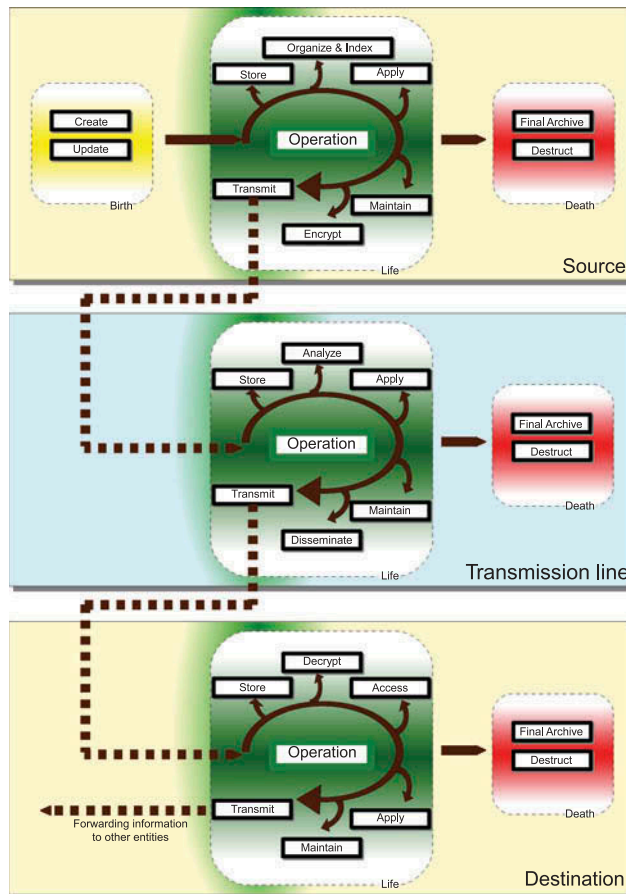 Organize & Index
Store
Apply
Create
Update
Birth
Operation
Transmit
Maintain
Encrypt
Life
Final Archive
Destruct
Death
Source
Analyze
Store
Apply
Operation
Transmit
Maintain
Disseminate
Life
Final Archive
Destruct
Death
Transmission line
Decrypt
Store
Access
Operation
Transmit
Apply
Maintain
Life
Forwarding information
to other entities
Final Archive
Destruct
Death
Destination